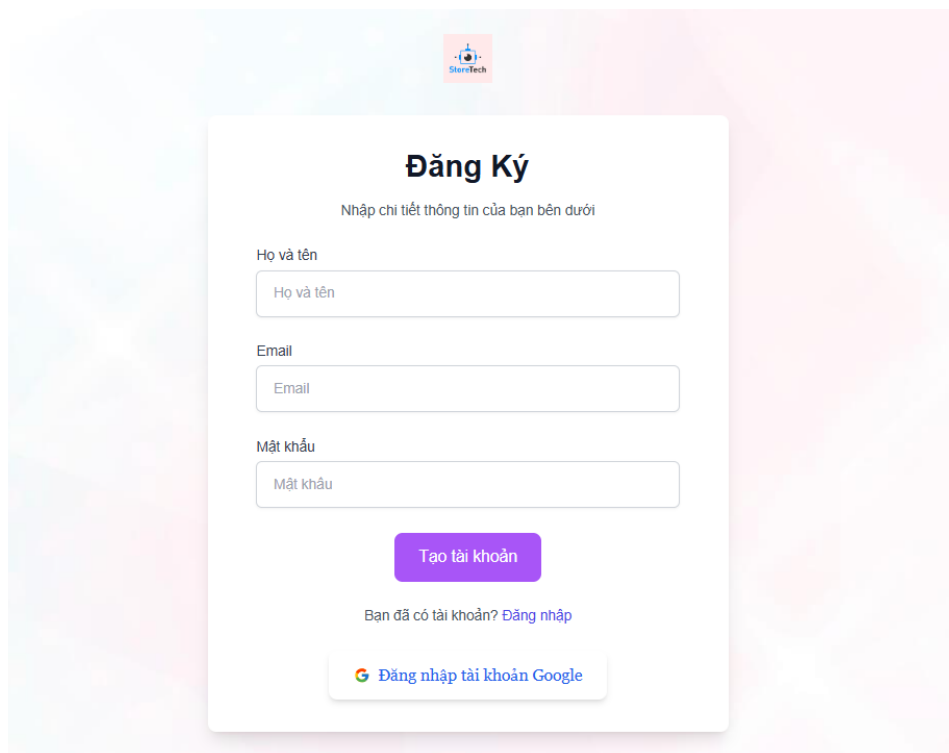 StoreTech
Đăng Ký
Nhập chi tiết thông tin của bạn bên dưới
Họ và tên
Họ và tên
Email
Email
Mật khẩu
Mật khẩu
Tạo tài khoản
Bạn đã có tài khoản? Đăng nhập
Đăng nhập tài khoản Google